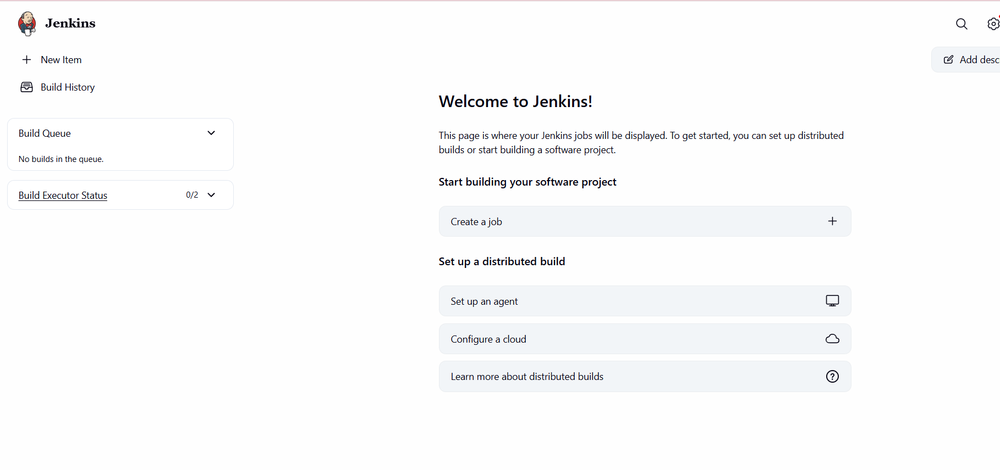 Jenkins
New Item
Add desc
Build History
Build Queue
No builds in the queue.
Build Executor Status
0/2
Welcome to Jenkins!
This page is where your Jenkins jobs will be displayed. To get started, you can set up distributed
builds or start building a software project.
Start building your software project
Create a job
Set up a distributed build
Set up an agent
Configure a cloud
Learn more about distributed builds